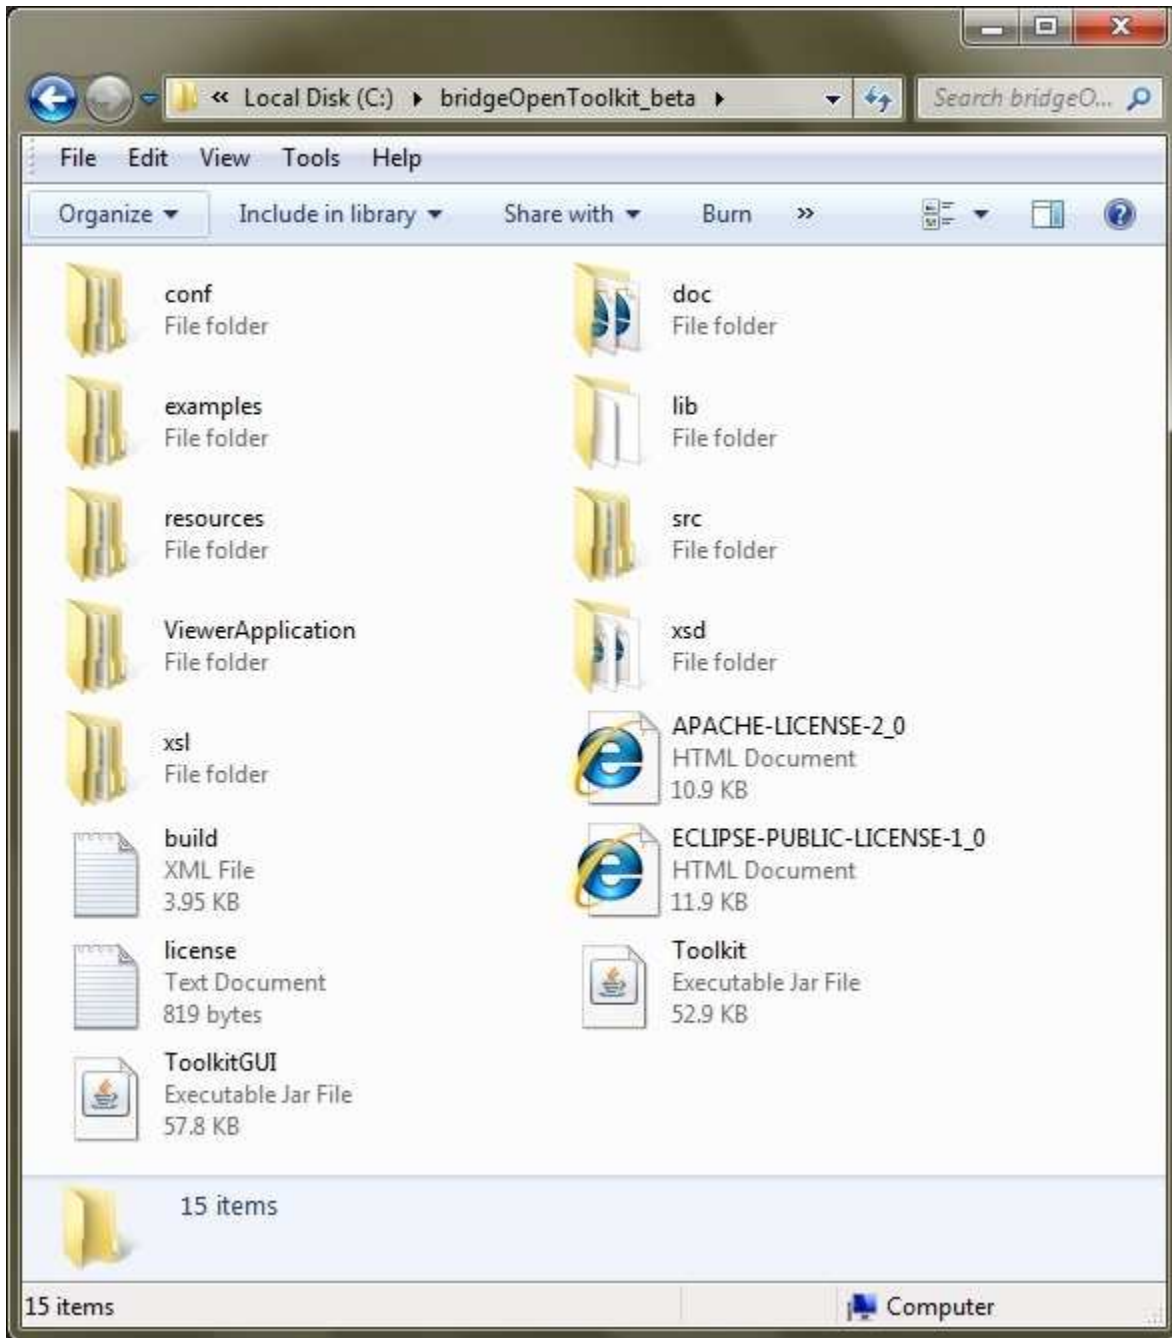 « Local Disk (C:) ▸ bridgeOpenToolkit_beta ▸
Search bridgeO...
File Edit View Tools Help
Organize Include in library Share with Burn »
conf
File folder
doc
File folder
examples
File folder
lib
File folder
resources
File folder
src
File folder
ViewerApplication
File folder
xsd
File folder
xsl
File folder
APACHE-LICENSE-2_0
HTML Document
10.9 KB
build
XML File
3.95 KB
ECLIPSE-PUBLIC-LICENSE-1_0
HTML Document
11.9 KB
license
Text Document
819 bytes
Toolkit
Executable Jar File
52.9 KB
ToolkitGUI
Executable Jar File
57.8 KB
15 items
15 items Computer